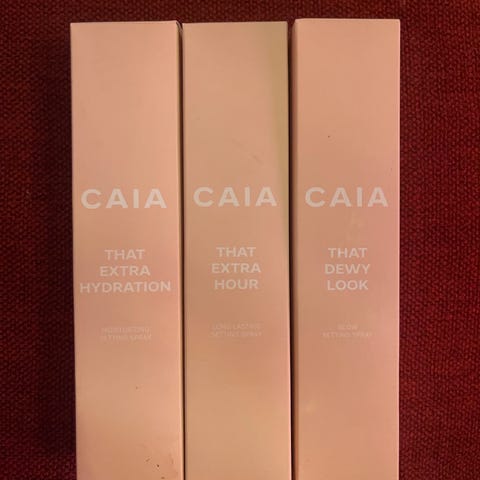 CAIA
THAT
EXTRA
HYDRATION
MOISTURIZING
SETTING SPRAY
CAIA
THAT
EXTRA
HOUR
LONG-LASTING
SETTING SPRAY
CAIA
THAT
DEWY
LOOK
GLOW
SETTING SPRAY